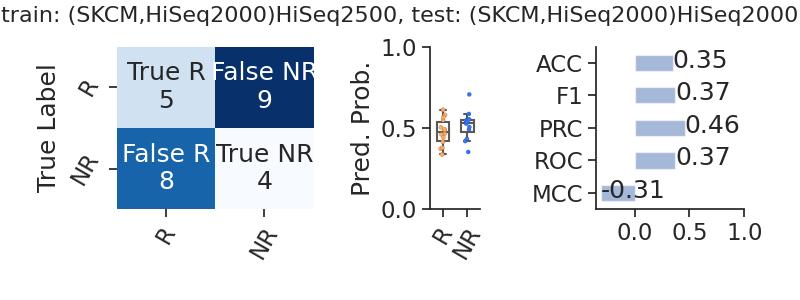 train: (SKCM,HiSeq2000)HiSeq2500, test: (SKCM,HiSeq2000)HiSeq2000
True Label
R
NR
True R
5
False NR
9
False R
8
True NR
4
R
NR
Pred. Prob.
1.0
0.5
0.0
R
NR
ACC
0.35
F1
0.37
PRC
0.46
ROC
0.37
MCC
-0.31
0.0
0.5
1.0